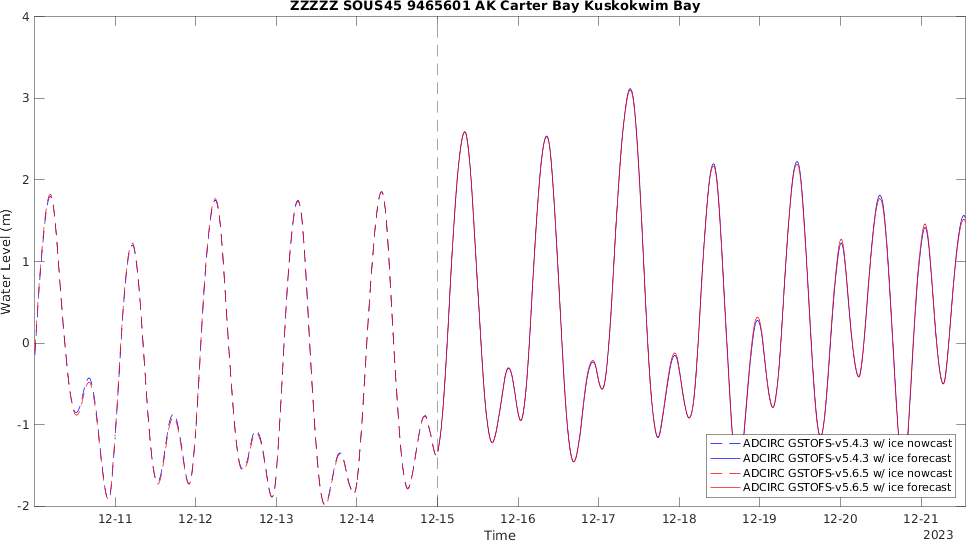 ZZZZZ SOUS45 9465601 AK Carter Bay Kuskokwim Bay
4
3
2
1
0
-1
-2
Water Level (m)
ADCIRC GSTOFS-v5.4.3 w/ ice nowcast
ADCIRC GSTOFS-v5.4.3 w/ ice forecast
ADCIRC GSTOFS-v5.6.5 w/ ice nowcast
ADCIRC GSTOFS-v5.6.5 w/ ice forecast
12-11 12-12 12-13 12-14 12-15 12-16 12-17 12-18 12-19 12-20 12-21
Time
2023